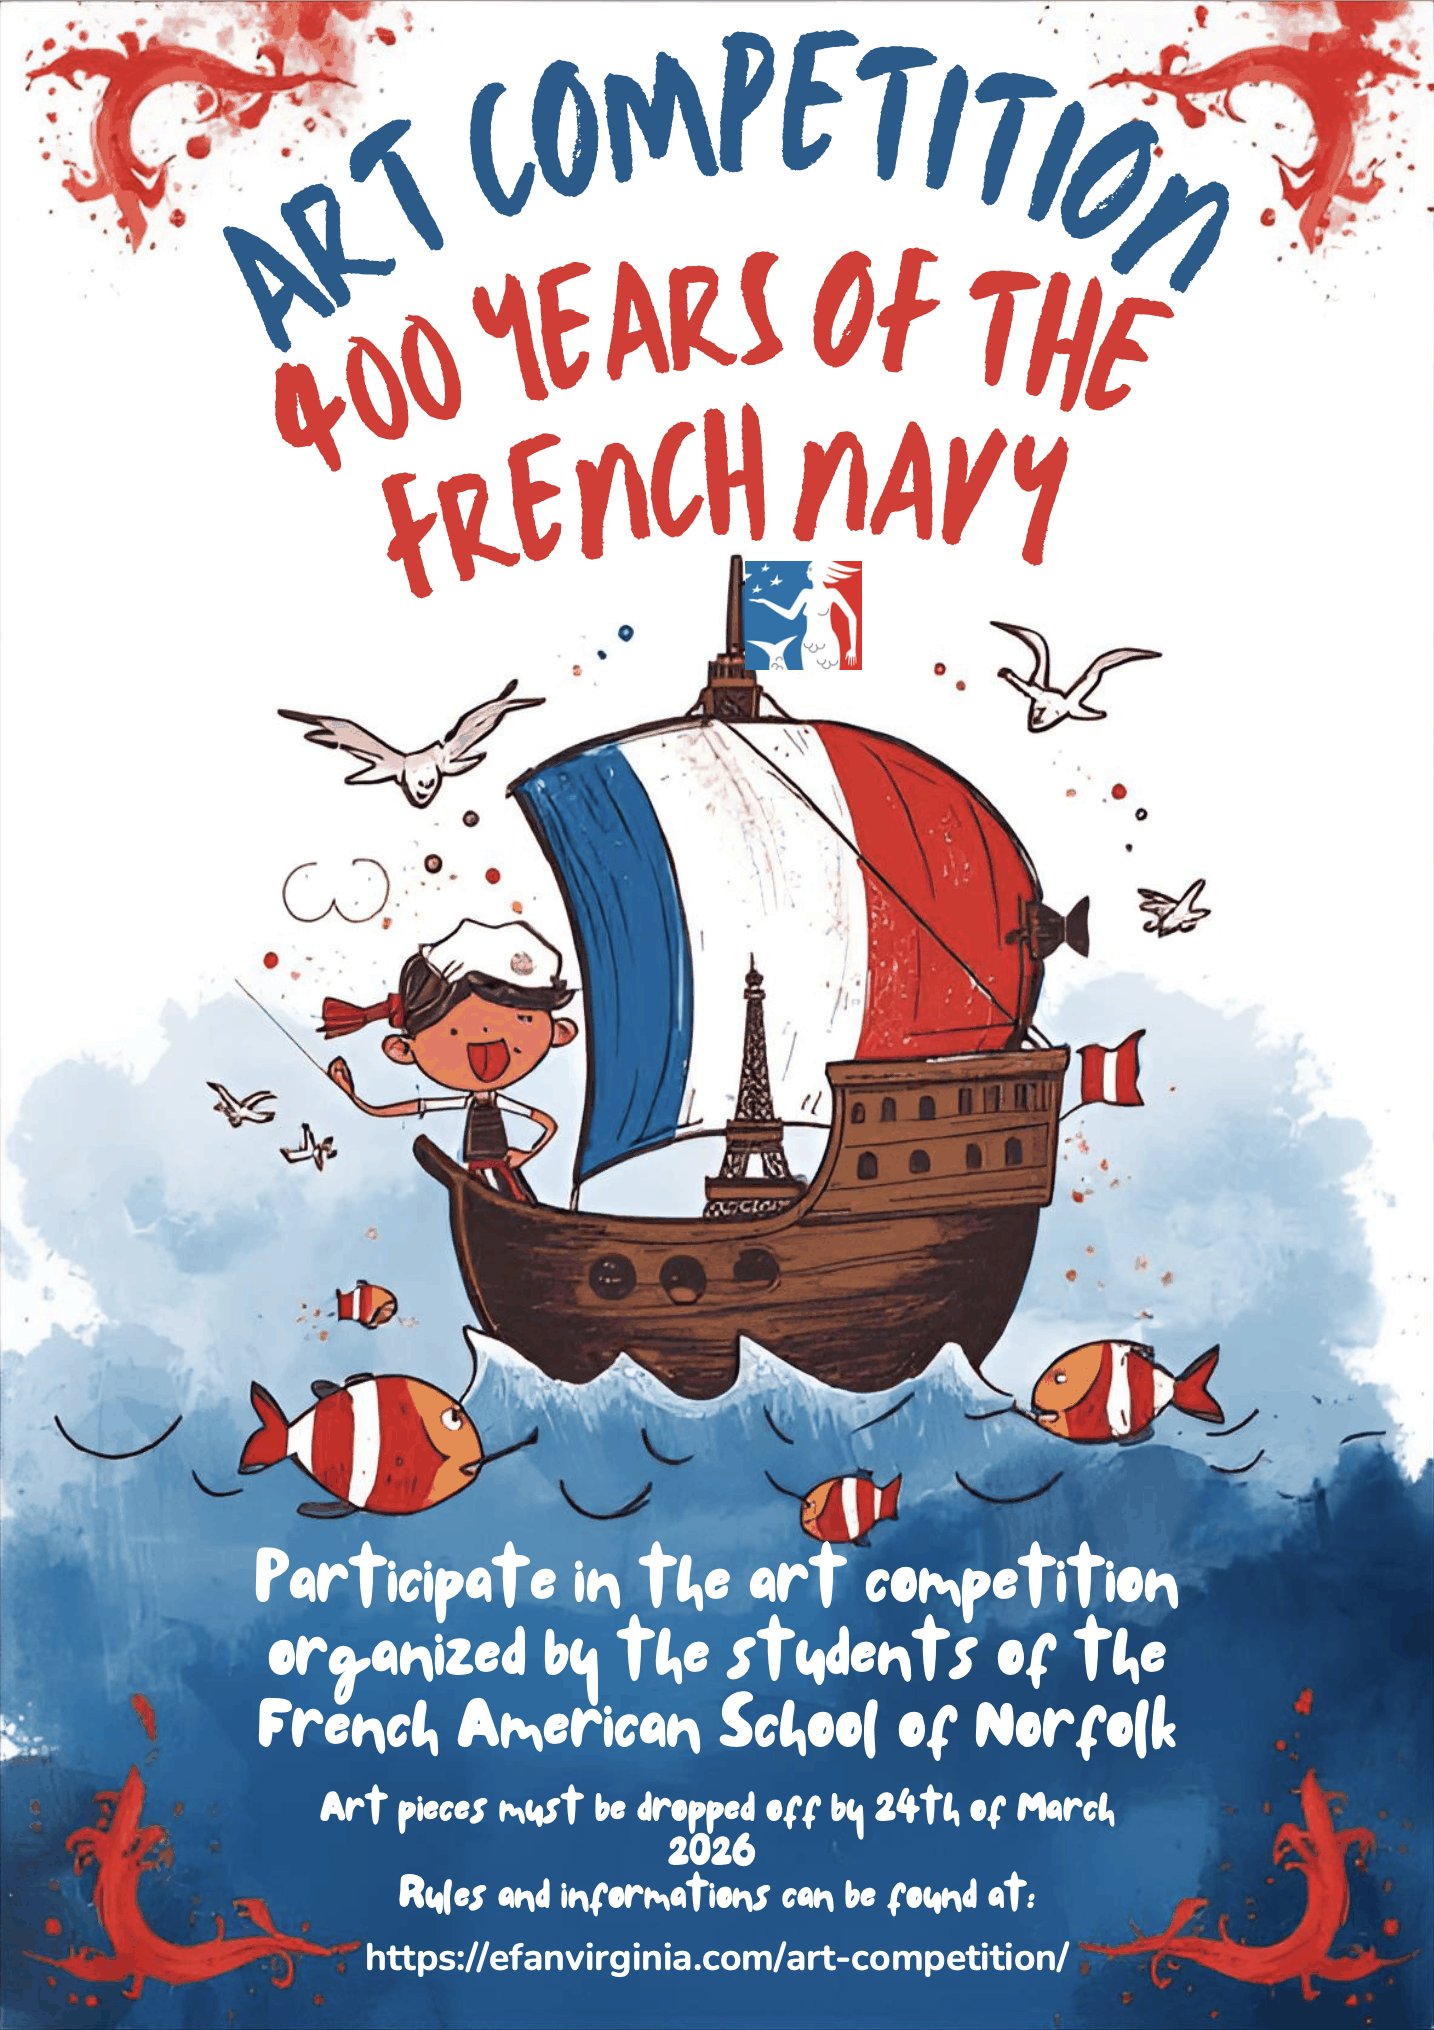 ART COMPETITION
400 YEARS OF THE
FRENCH NAVY
Participate in the art competition
organized by the students of the
French American School of Norfolk
Art pieces must be dropped off by 24th of March
2026
Rules and informations can be found at:
https://efanvirginia.com/art-competition/